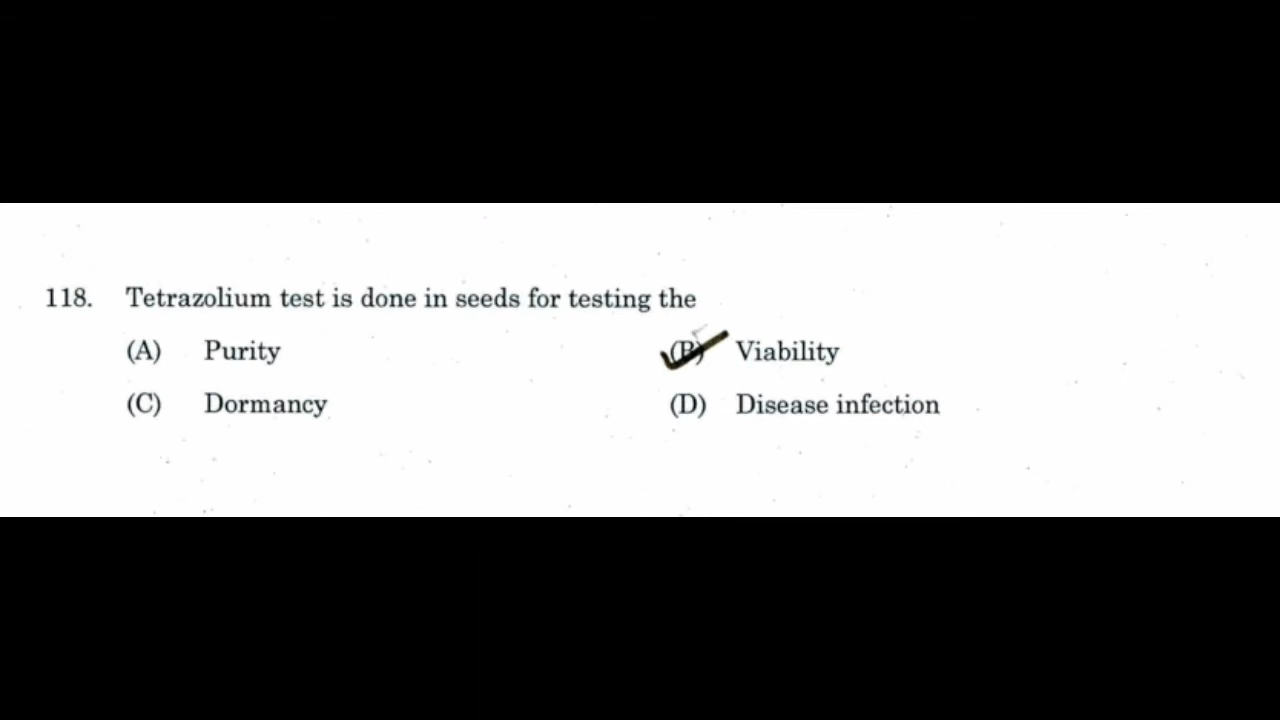 118. Tetrazolium test is done in seeds for testing the
(A) Purity (B) Viability
(C) Dormancy (D) Disease infection